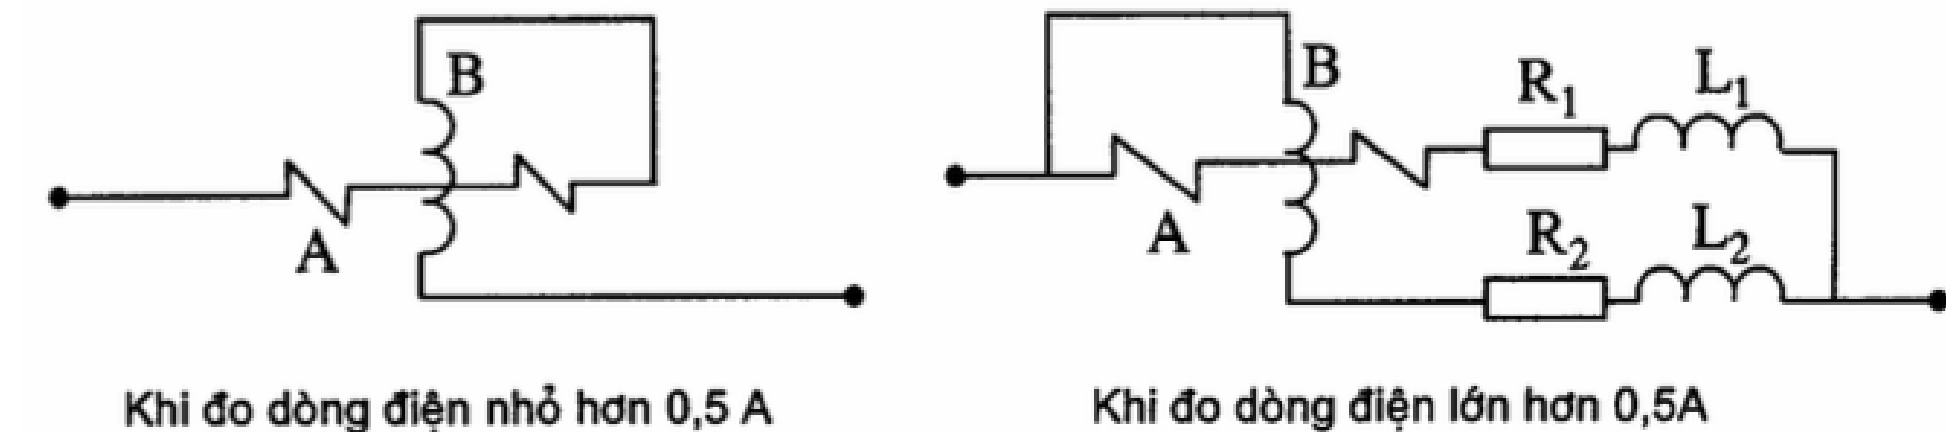 B
A
Khi đo dòng điện nhỏ hơn 0,5 A
B
R₁
L₁
A
R₂
L₂
Khi đo dòng điện lớn hơn 0,5A